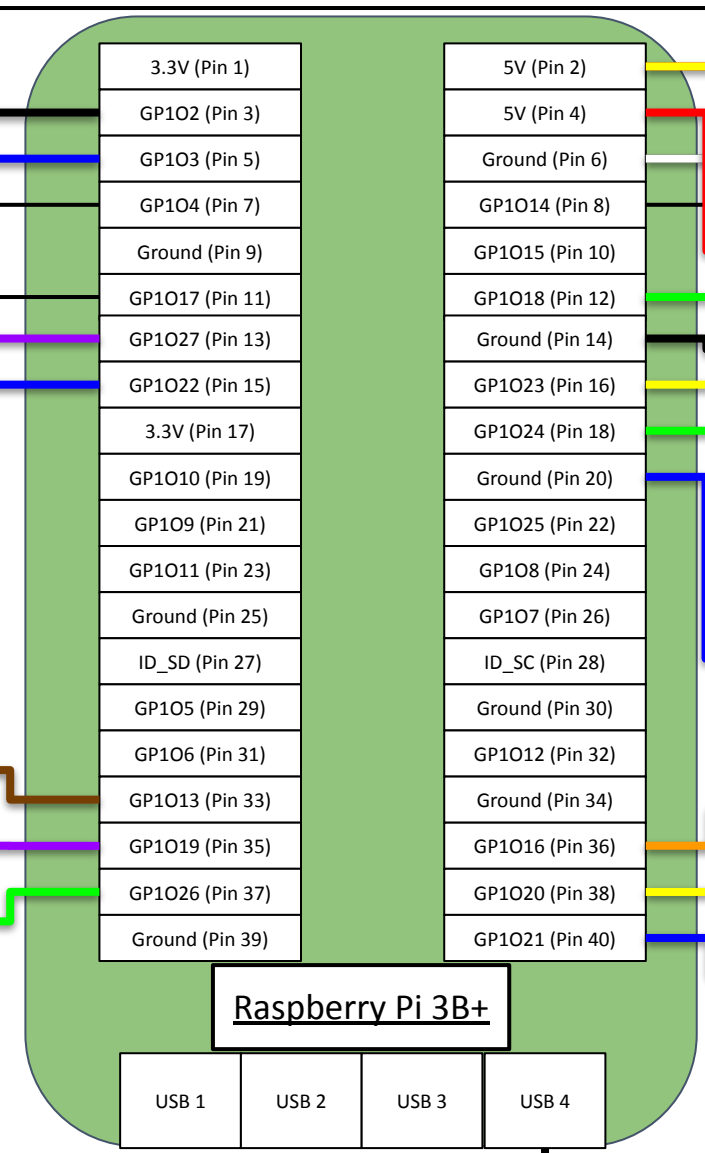 3.3V (Pin 1)
GP1O2 (Pin 3)
GP1O3 (Pin 5)
GP1O4 (Pin 7)
Ground (Pin 9)
GP1O17 (Pin 11)
GP1O27 (Pin 13)
GP1O22 (Pin 15)
3.3V (Pin 17)
GP1O10 (Pin 19)
GP1O9 (Pin 21)
GP1O11 (Pin 23)
Ground (Pin 25)
ID_SD (Pin 27)
GP1O5 (Pin 29)
GP1O6 (Pin 31)
GP1O13 (Pin 33)
GP1O19 (Pin 35)
GP1O26 (Pin 37)
Ground (Pin 39)
5V (Pin 2)
5V (Pin 4)
Ground (Pin 6)
GP1O14 (Pin 8)
GP1O15 (Pin 10)
GP1O18 (Pin 12)
Ground (Pin 14)
GP1O23 (Pin 16)
GP1O24 (Pin 18)
Ground (Pin 20)
GP1O25 (Pin 22)
GP1O8 (Pin 24)
GP1O7 (Pin 26)
ID_SC (Pin 28)
Ground (Pin 30)
GP1O12 (Pin 32)
Ground (Pin 34)
GP1O16 (Pin 36)
GP1O20 (Pin 38)
GP1O21 (Pin 40)
Raspberry Pi 3B+
USB 1
USB 2
USB 3
USB 4